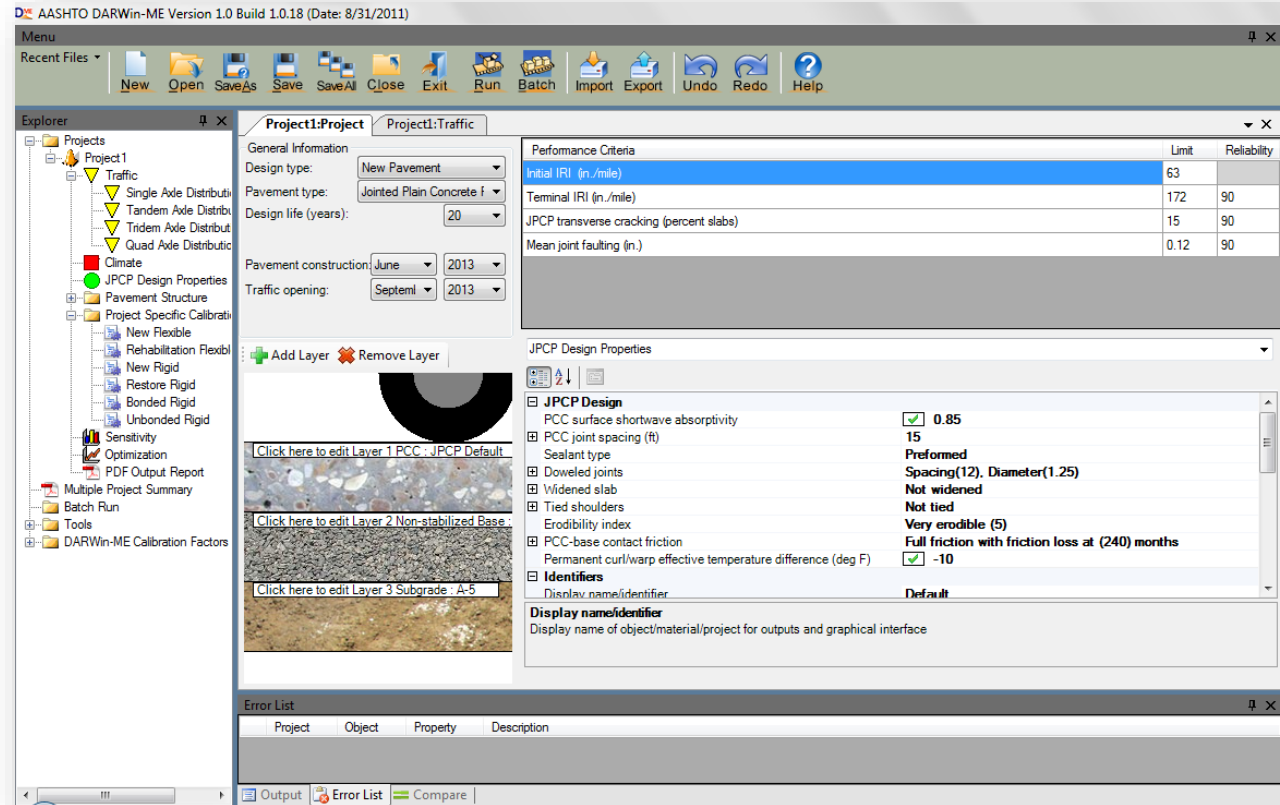 AASHTO DARWin-ME Version 1.0 Build 1.0.18 (Date: 8/31/2011)
Menu
Recent Files
New Open SaveAs Save SaveAll Close Exit Run Batch Import Export Undo Redo Help
Explorer
Projects
Project1
Traffic
Single Axle Distributi
Tandem Axle Distribu
Tridem Axle Distribut
Quad Axle Distributic
Climate
JPCP Design Properties
Pavement Structure
Project Specific Calibrati
New Flexible
Rehabilitation Flexibl
New Rigid
Restore Rigid
Bonded Rigid
Unbonded Rigid
Sensitivity
Optimization
PDF Output Report
Multiple Project Summary
Batch Run
Tools
DARWin-ME Calibration Factors
Project1:Project Project1:Traffic
General Information
Design type: New Pavement
Pavement type: Jointed Plain Concrete F
Design life (years): 20
Pavement construction: June 2013
Traffic opening: Septeml 2013
Performance Criteria Limit Reliability
Initial IRI (in./mile) 63
Terminal IRI (in./mile) 172 90
JPCP transverse cracking (percent slabs) 15 90
Mean joint faulting (in.) 0.12 90
Add Layer Remove Layer
Click here to edit Layer 1 PCC : JPCP Default
Click here to edit Layer 2 Non-stabilized Base :
Click here to edit Layer 3 Subgrade : A-5
JPCP Design Properties
JPCP Design
PCC surface shortwave absorptivity 0.85
PCC joint spacing (ft) 15
Sealant type Preformed
Doweled joints Spacing(12), Diameter(1.25)
Widened slab Not widened
Tied shoulders Not tied
Erodibility index Very erodible (5)
PCC-base contact friction Full friction with friction loss at (240) months
Permanent curl/warp effective temperature difference (deg F) -10
Identifiers
Display name/identifier Default
Display name/identifier
Display name of object/material/project for outputs and graphical interface
Error List
Project Object Property Description
Output Error List Compare